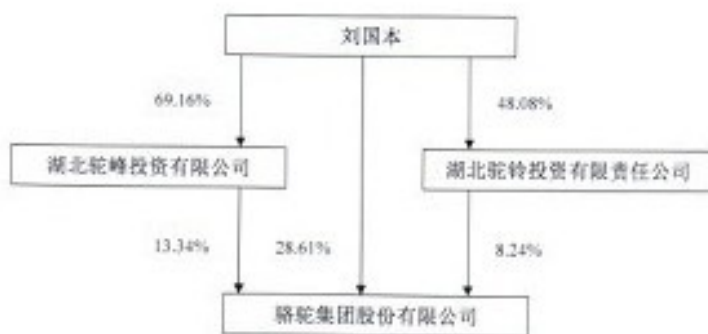 刘国本
69.16%
48.08%
湖北驼峰投资有限公司
湖北驼铃投资有限责任公司
13.34%
28.61%
8.24%
骆驼集团股份有限公司